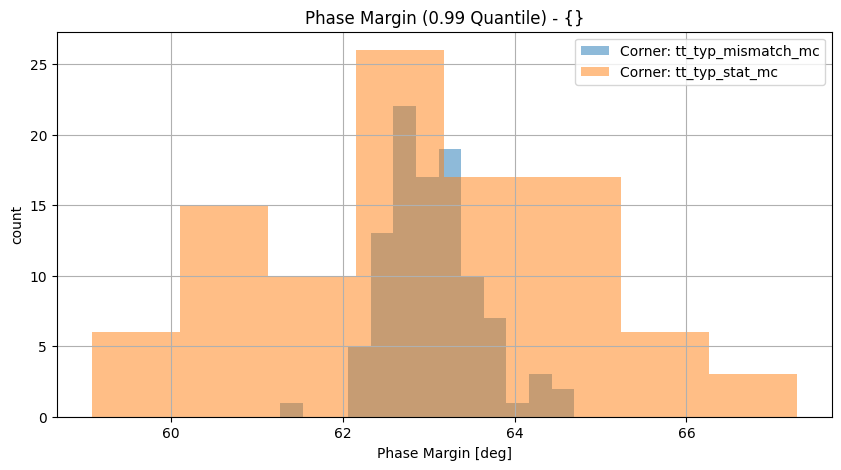 Phase Margin (0.99 Quantile) - {}
Corner: tt_typ_mismatch_mc
Corner: tt_typ_stat_mc
count
25
20
15
10
5
0
60
62
64
66
Phase Margin [deg]